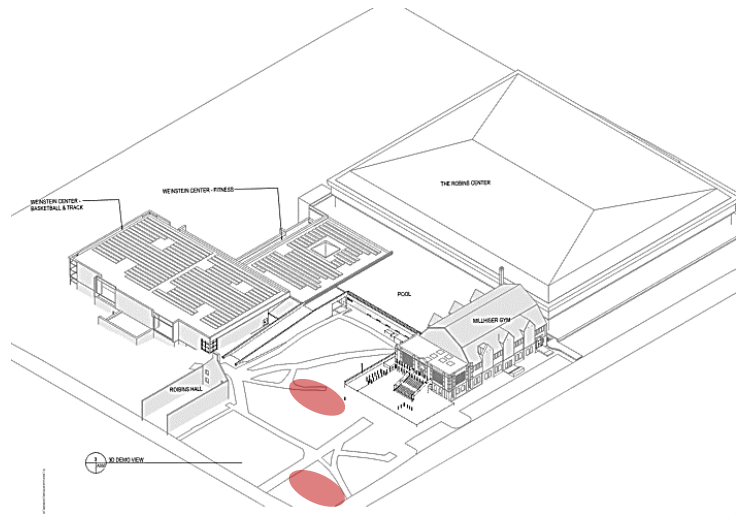 THE ROBINS CENTER
WEINSTEIN CENTER - FITNESS
WEINSTEIN CENTER -
BASKETBALL & TRACK
POOL
MILLHISER GYM
ROBINS HALL
3D DEMO VIEW